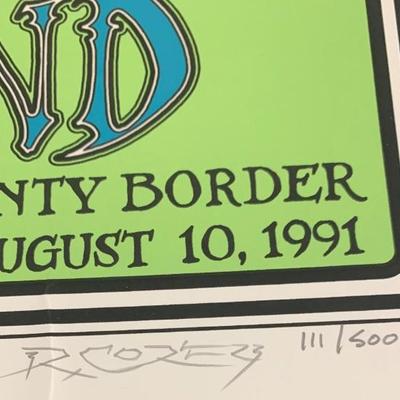 ND
NTY BORDER
UGUST 10, 1991
R. COREY 111/500